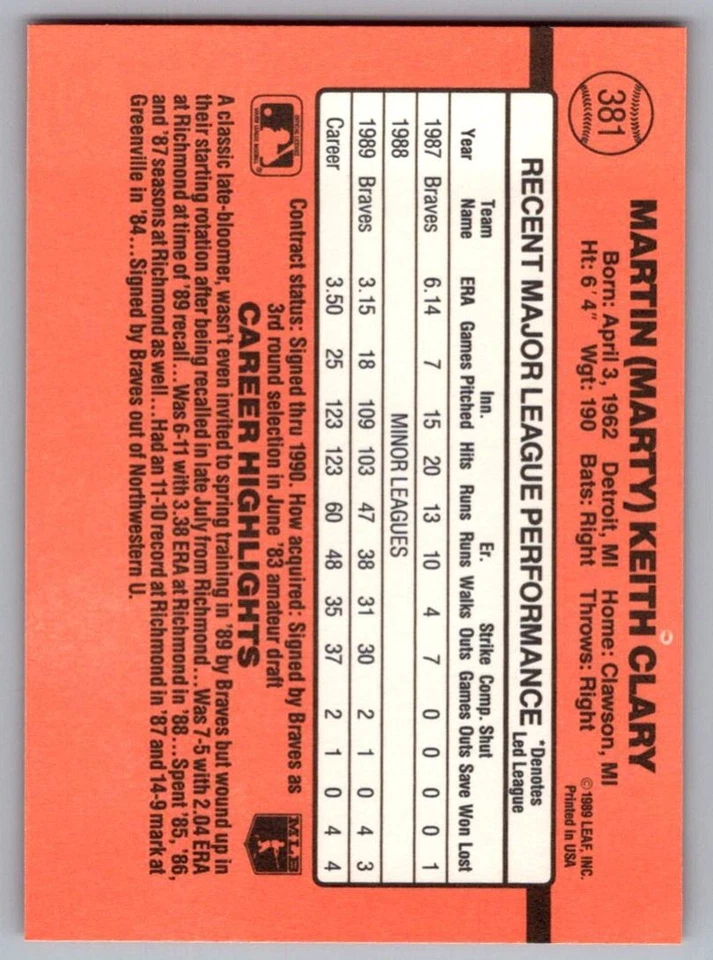 381
MARTIN (MARTY) KEITH CLARY
Born: April 3, 1962 Detroit, MI Home: Clawson, MI
Ht: 6'4" Wgt: 190 Bats: Right Throws: Right
© 1989 LEAF, INC.
Printed in USA
RECENT MAJOR LEAGUE PERFORMANCE *Denotes
Led League
Team Inn. Er. Strike Comp. Shut
Year Name ERA Games Pitched Hits Runs Runs Walks Outs Games Outs Save Won Lost
1987 Braves 6.14 7 15 20 13 10 4 7 0 0 0 0 1
1988 MINOR LEAGUES
1989 Braves 3.15 18 109 103 47 38 31 30 2 1 0 4 3
Career 3.50 25 123 123 60 48 35 37 2 1 0 4 4
OFFICIAL LICENSEE
MAJOR LEAGUE BASEBALL
Contract status: Signed thru 1990. How acquired: Signed by Braves as
3rd round selection in June '83 amateur draft
MLB
CAREER HIGHLIGHTS
A classic late-bloomer, wasn't even invited to spring training in '89 by Braves but wound up in
their starting rotation after being recalled in late July from Richmond...Was 7-5 with 2.04 ERA
at Richmond at time of '89 recall...Was 6-11 with 3.38 ERA at Richmond in '88...Spent '85, '86,
and '87 seasons at Richmond as well...Had an 11-10 record at Richmond in '87 and 14-9 mark at
Greenville in '84...Signed by Braves out of Northwestern U.